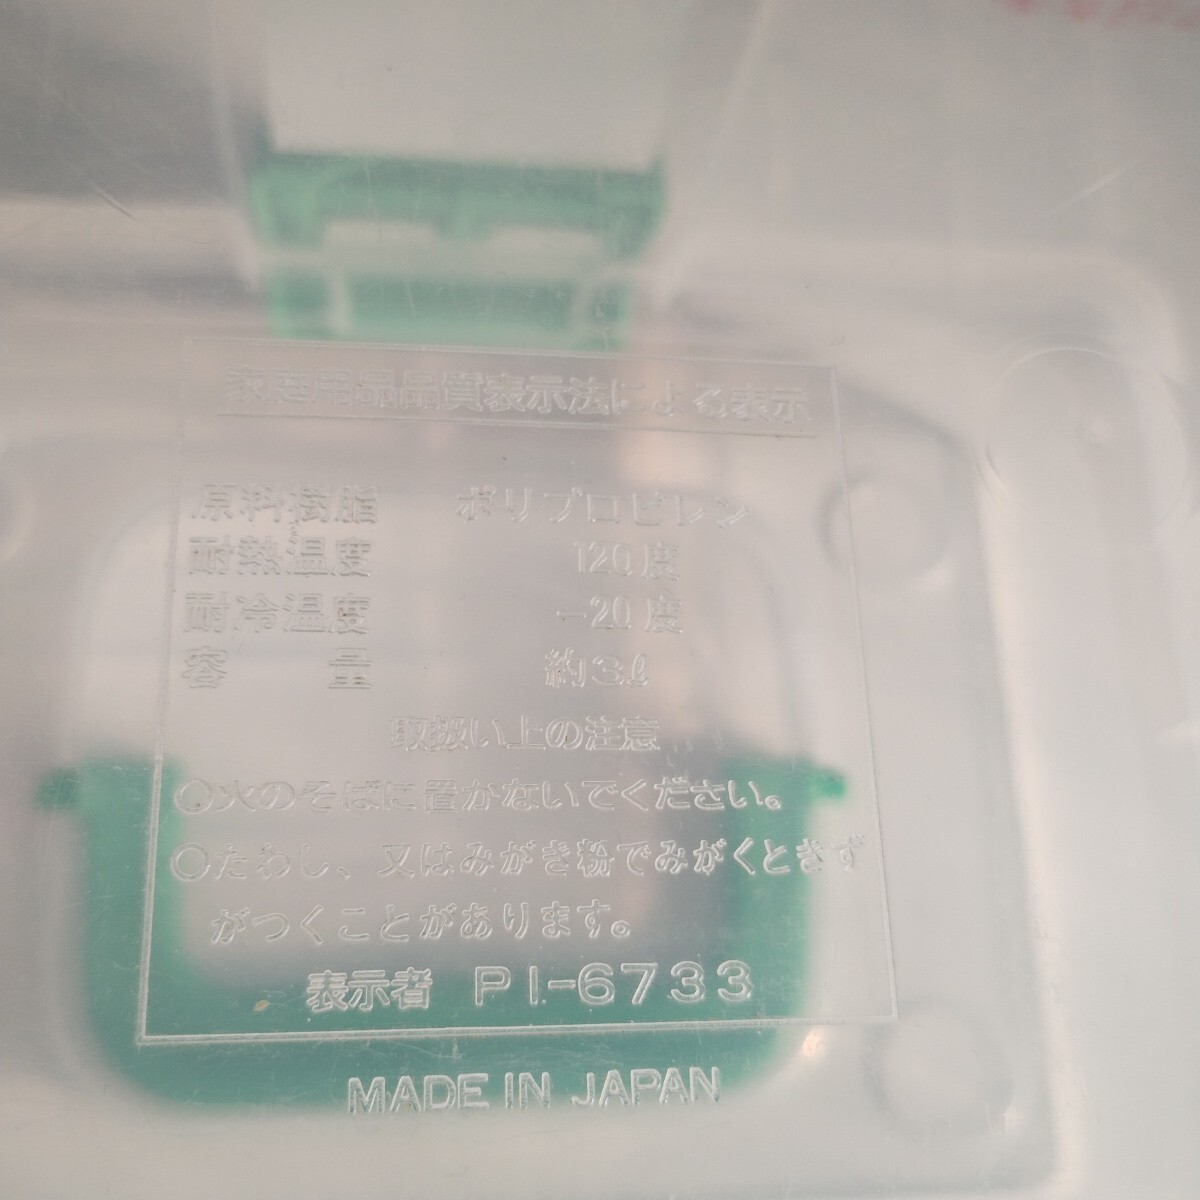 家庭用品品質表示法による表示
原料樹脂 ポリプロピレン
耐熱温度 120度
耐冷温度 -20度
容量 約3ℓ
取扱い上の注意
○火のそばに置かないでください。
○たわし、又はみがき粉でみがくときず
がつくことがあります。
表示者 PI-6733
MADE IN JAPAN